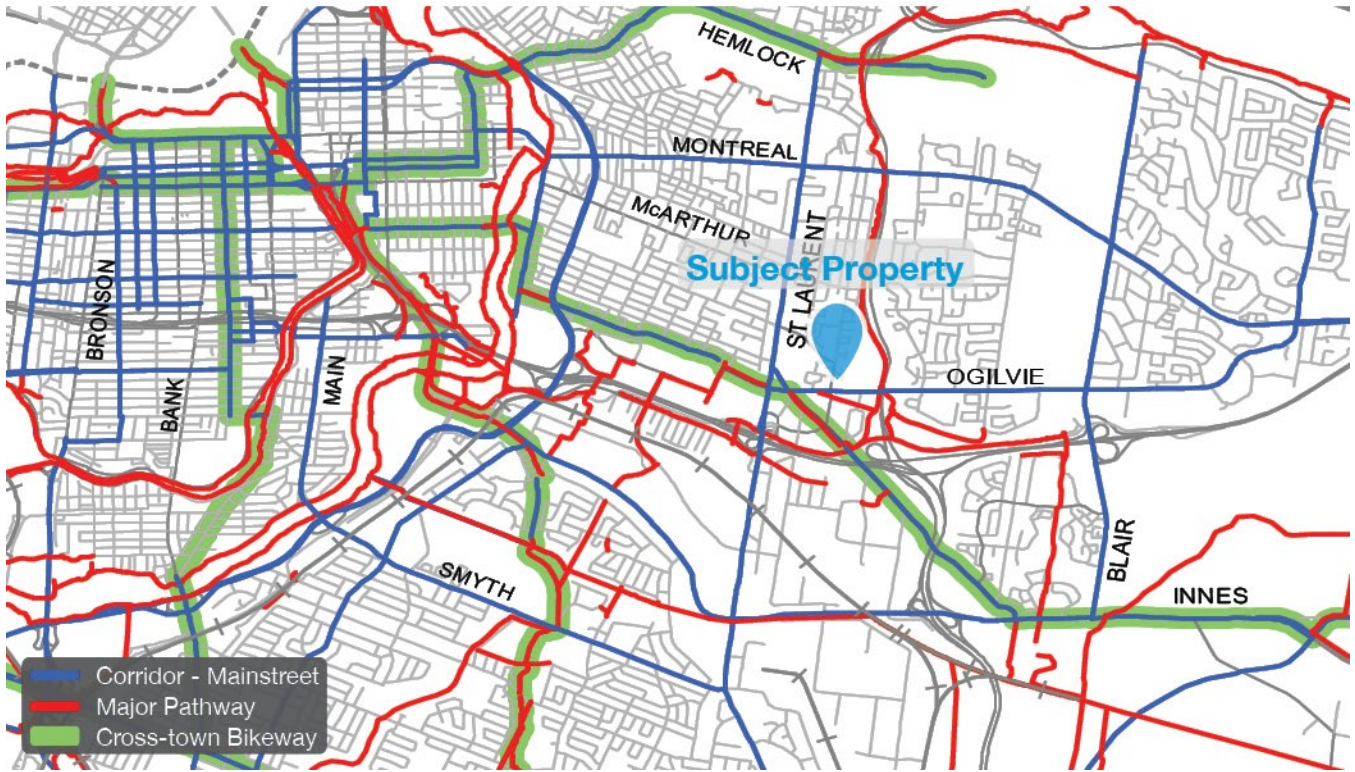 HEMLOCK
MONTREAL
McARTHUR
ST LAURENT
Subject Property
BRONSON
BANK
MAIN
OGILVIE
SMYTH
BLAIR
INNES
Corridor - Mainstreet
Major Pathway
Cross-town Bikeway